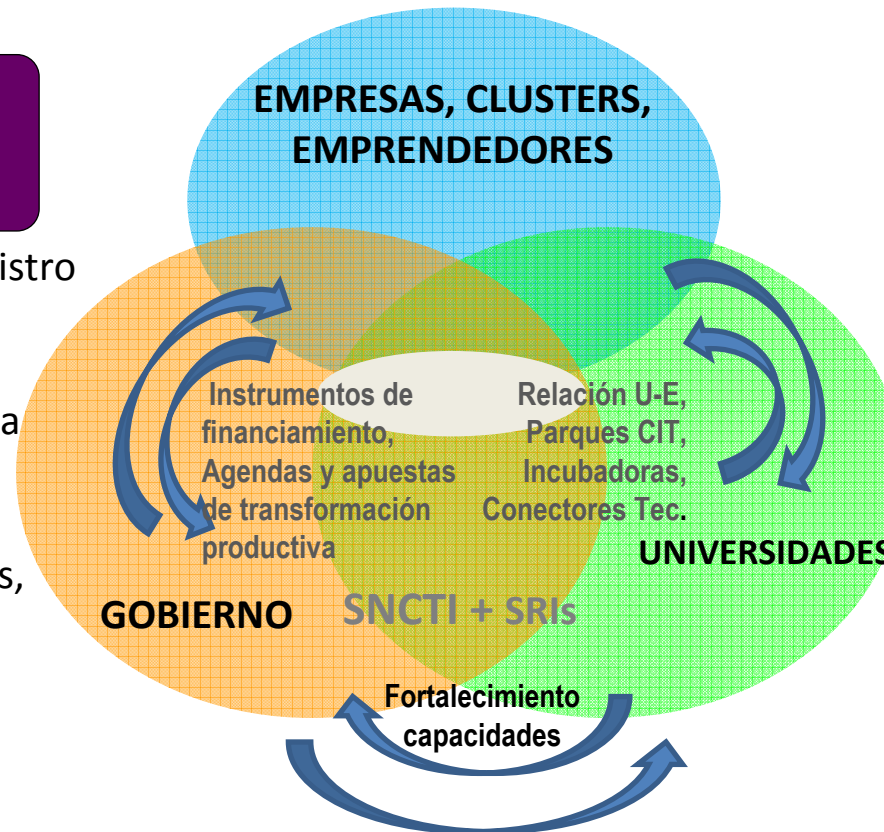 EMPRESAS, CLUSTERS,
EMPRENDEDORES
istro
a
s,
Instrumentos de
financiamiento,
Agendas y apuestas
de transformación
productiva
Relación U-E,
Parques CIT,
Incubadoras,
Conectores Tec.
UNIVERSIDADES
GOBIERNO
SNCTI + SRIs
Fortalecimiento
capacidades